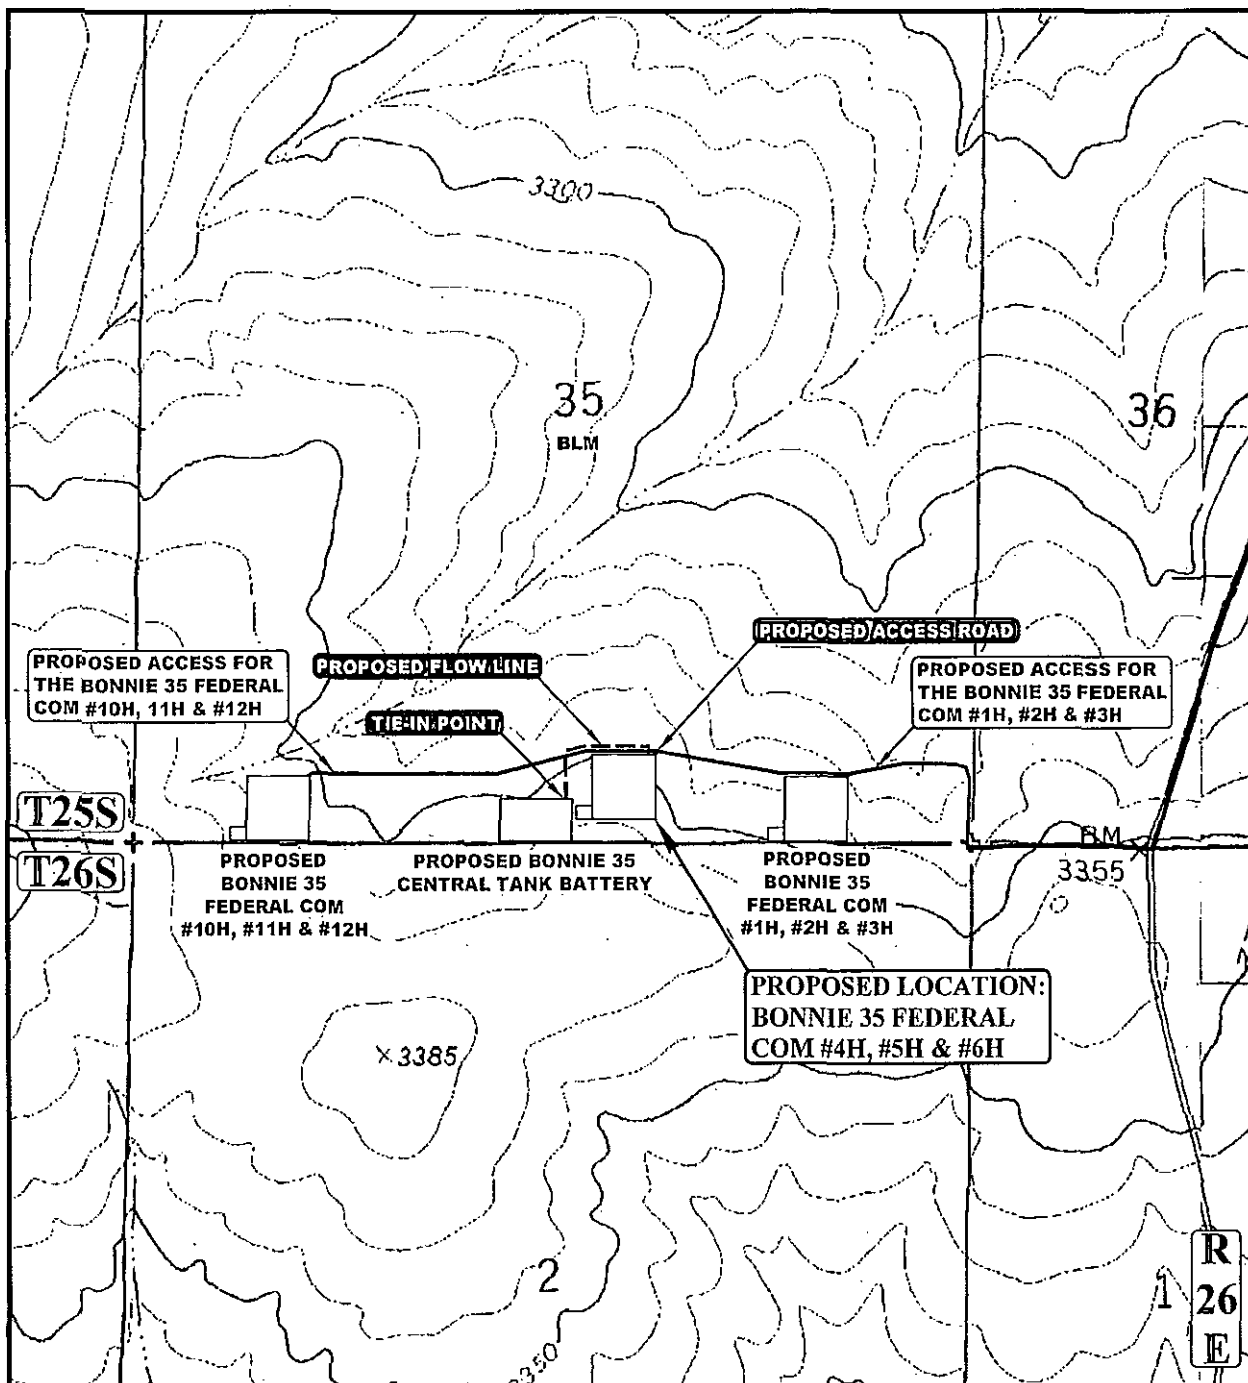 3300
35
BLM
36
PROPOSED ACCESS ROAD
PROPOSED ACCESS FOR
THE BONNIE 35 FEDERAL
COM #10H, 11H & #12H
PROPOSED FLOW LINE
PROPOSED ACCESS FOR
THE BONNIE 35 FEDERAL
COM #1H, #2H & #3H
TIE-IN POINT
T25S
T26S
BM
3355
PROPOSED
BONNIE 35
FEDERAL COM
#10H, #11H & #12H
PROPOSED BONNIE 35
CENTRAL TANK BATTERY
PROPOSED
BONNIE 35
FEDERAL COM
#1H, #2H & #3H
PROPOSED LOCATION:
BONNIE 35 FEDERAL
COM #4H, #5H & #6H
×3385
2
1
R
26
E
3350